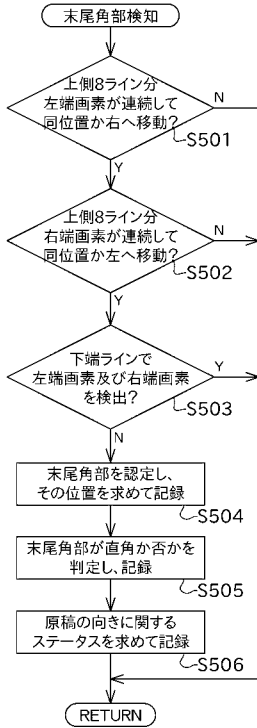 末尾角部検知
上側8ライン分
左端画素が連続して
同位置か右へ移動?
N
S501
Y
上側8ライン分
右端画素が連続して
同位置か左へ移動?
N
S502
Y
下端ラインで
左端画素及び右端画素
を検出?
Y
S503
N
末尾角部を認定し、
その位置を求めて記録
S504
末尾角部が直角か否かを
判定し、記録
S505
原稿の向きに関する
ステータスを求めて記録
S506
RETURN